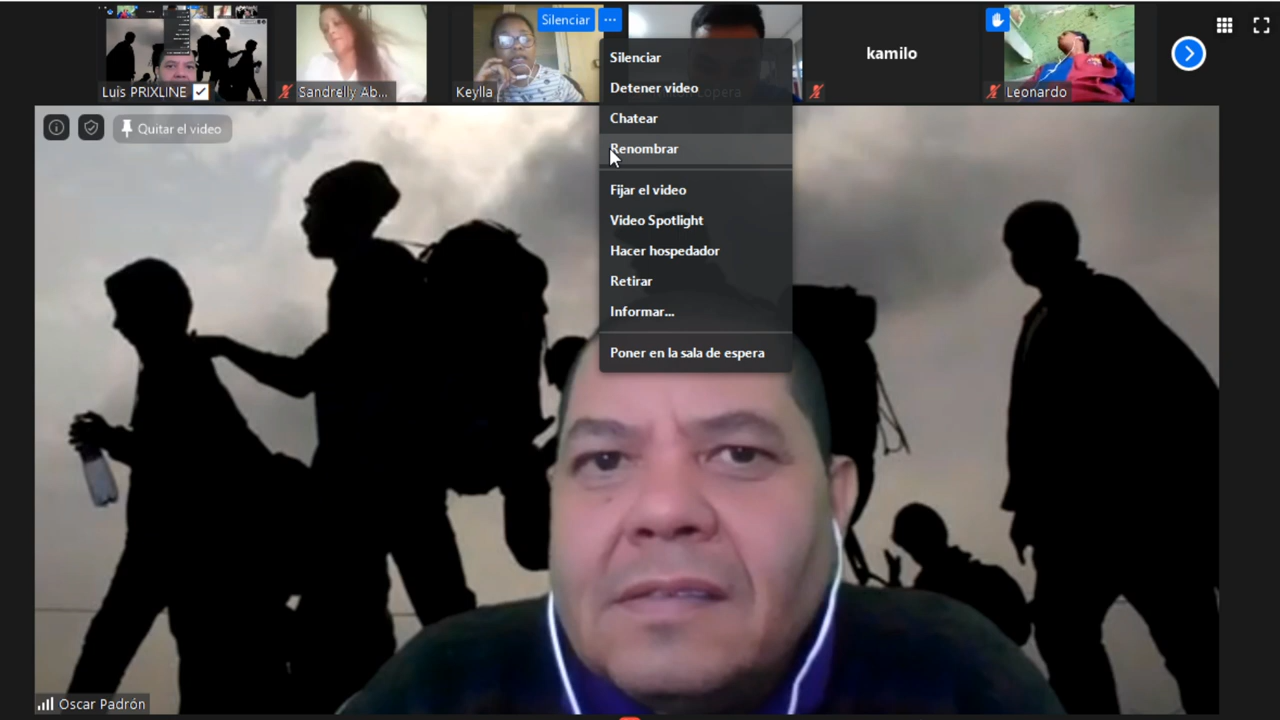 Luis PRIXLINE
Sandrelly Ab...
Keylla
Silenciar
kamilo
Leonardo
Silenciar
Detener video
Chatear
Renombrar
Fijar el video
Video Spotlight
Hacer hospedador
Retirar
Informar...
Poner en la sala de espera
Quitar el video
Oscar Padrón